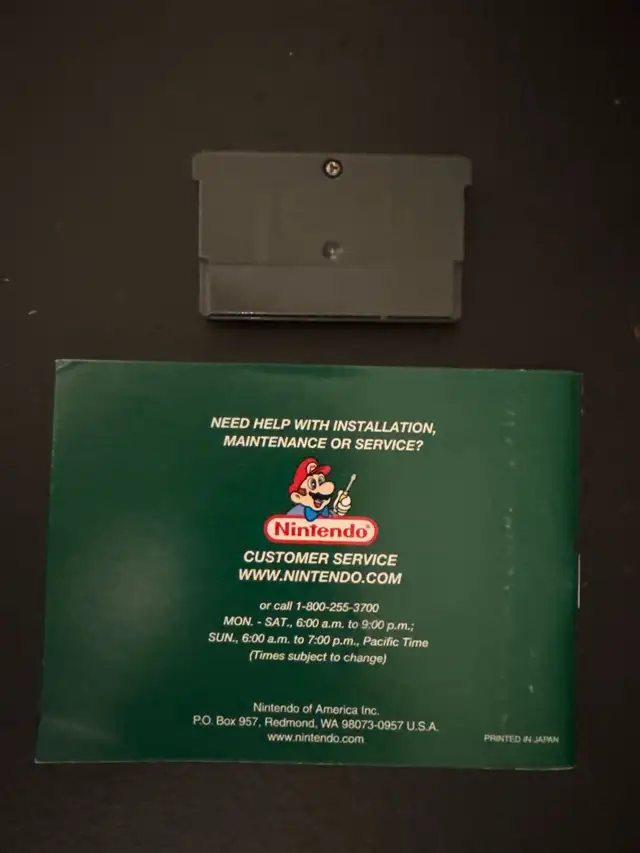 NEED HELP WITH INSTALLATION,
MAINTENANCE OR SERVICE?
Nintendo®
CUSTOMER SERVICE
WWW.NINTENDO.COM
or call 1-800-255-3700
MON. - SAT., 6:00 a.m. to 9:00 p.m.;
SUN., 6:00 a.m. to 7:00 p.m., Pacific Time
(Times subject to change)
Nintendo of America Inc.
P.O. Box 957, Redmond, WA 98073-0957 U.S.A.
www.nintendo.com
PRINTED IN JAPAN